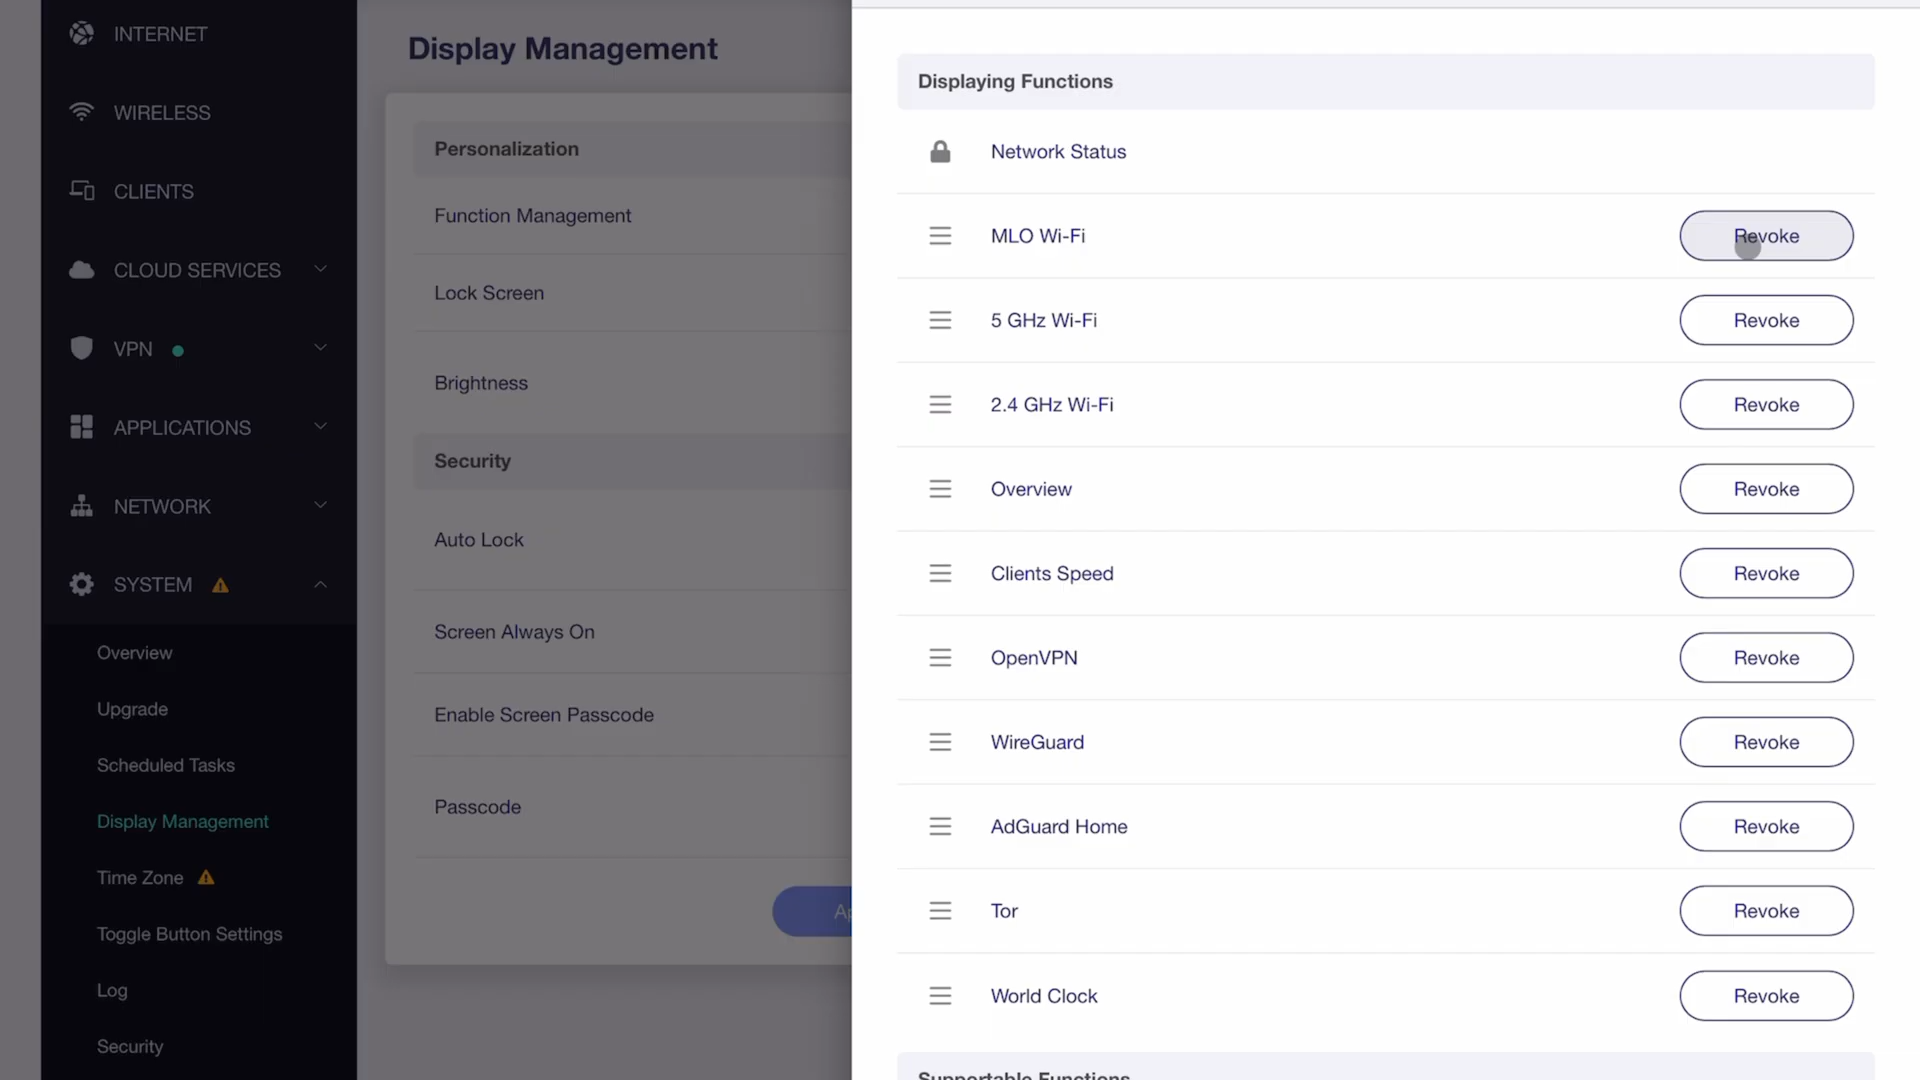 INTERNET
WIRELESS
CLIENTS
CLOUD SERVICES
VPN
APPLICATIONS
NETWORK
SYSTEM
Overview
Upgrade
Scheduled Tasks
Display Management
Time Zone
Toggle Button Settings
Log
Security
Display Management
Personalization
Function Management
Lock Screen
Brightness
Security
Auto Lock
Screen Always On
Enable Screen Passcode
Passcode
Displaying Functions
Network Status
MLO Wi-Fi Revoke
5 GHz Wi-Fi Revoke
2.4 GHz Wi-Fi Revoke
Overview Revoke
Clients Speed Revoke
OpenVPN Revoke
WireGuard Revoke
AdGuard Home Revoke
Tor Revoke
World Clock Revoke
Supportable Functions